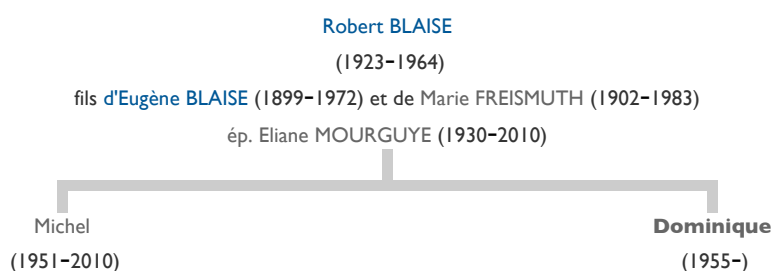 Robert BLAISE
(1923-1964)
fils d'Eugène BLAISE (1899-1972) et de Marie FREISMUTH (1902-1983)
ép. Eliane MOURGUYE (1930-2010)
Michel
(1951-2010)
Dominique
(1955-)